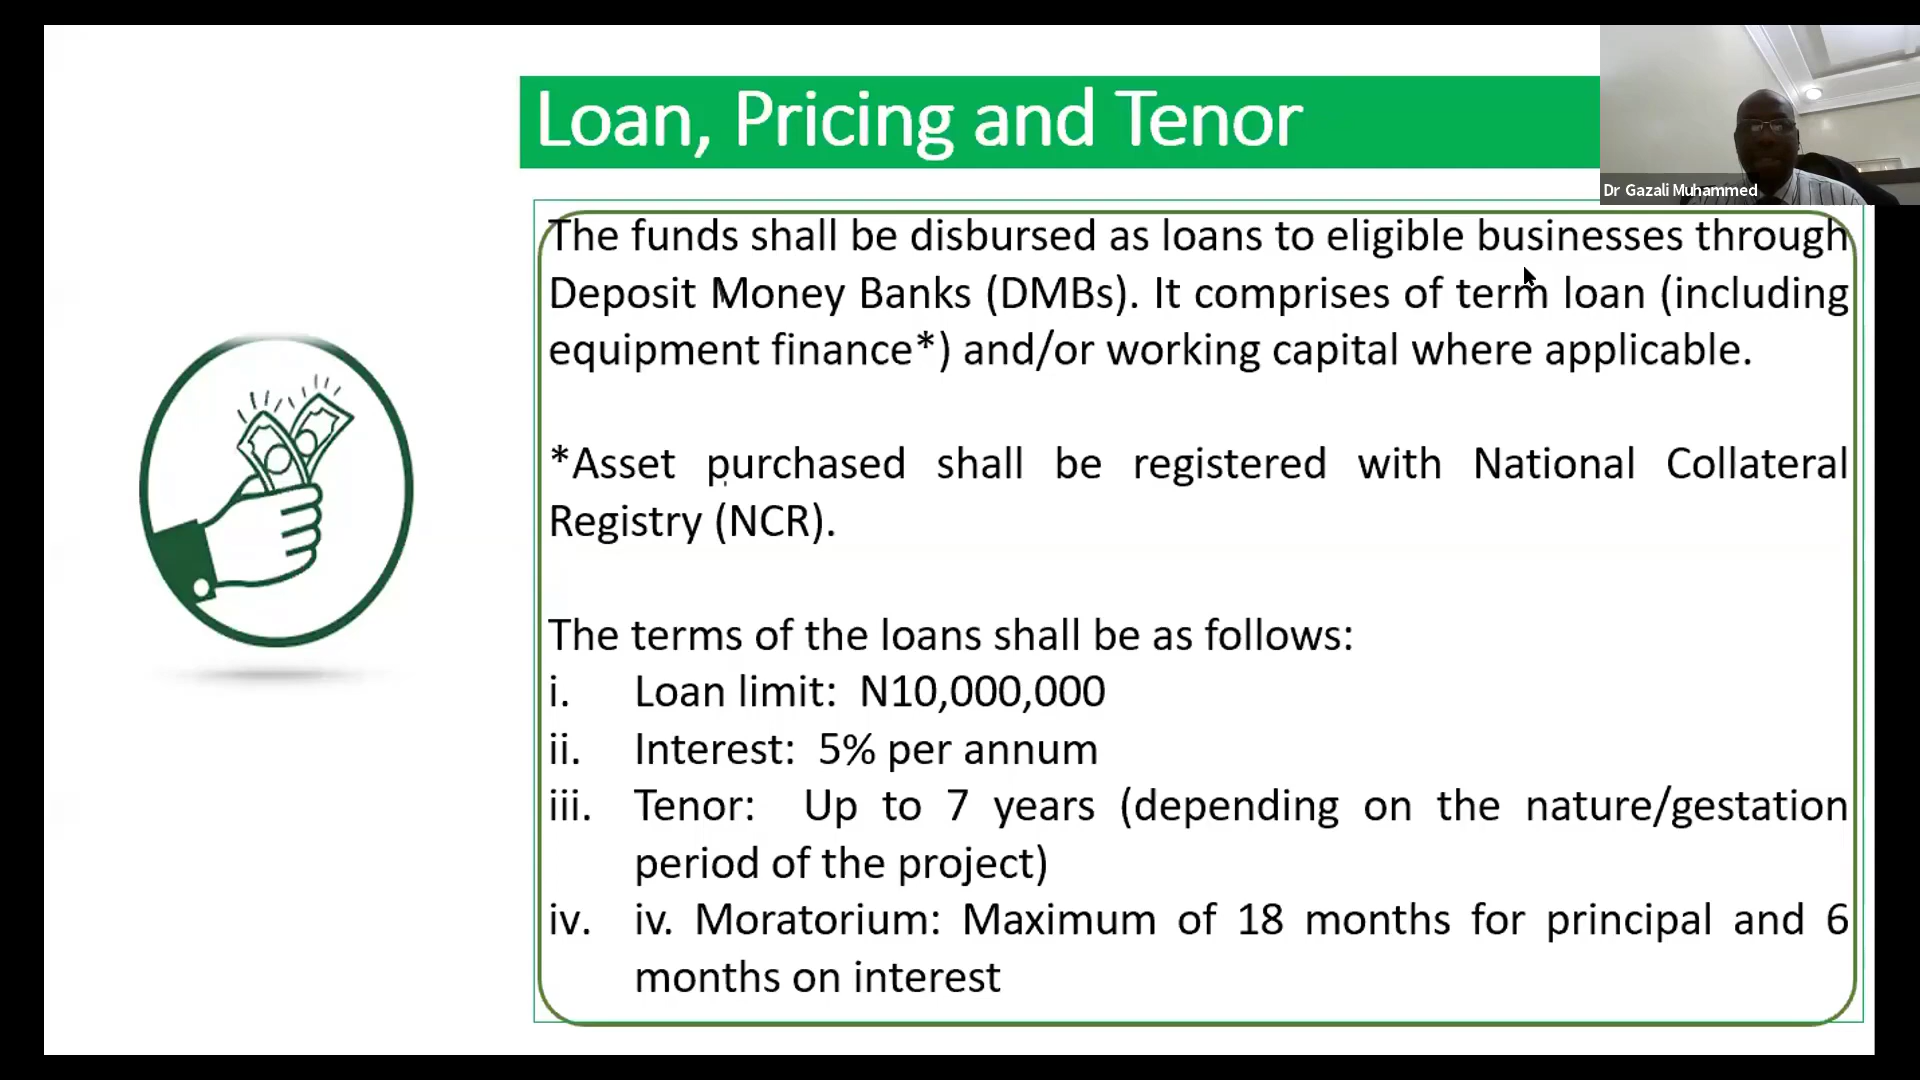 Loan, Pricing and Tenor
Dr Gazali Muhammed
The funds shall be disbursed as loans to eligible businesses through
Deposit Money Banks (DMBs). It comprises of term loan (including
equipment finance*) and/or working capital where applicable.
*Asset purchased shall be registered with National Collateral
Registry (NCR).
The terms of the loans shall be as follows:
i. Loan limit: N10,000,000
ii. Interest: 5% per annum
iii. Tenor: Up to 7 years (depending on the nature/gestation
period of the project)
iv. iv. Moratorium: Maximum of 18 months for principal and 6
months on interest